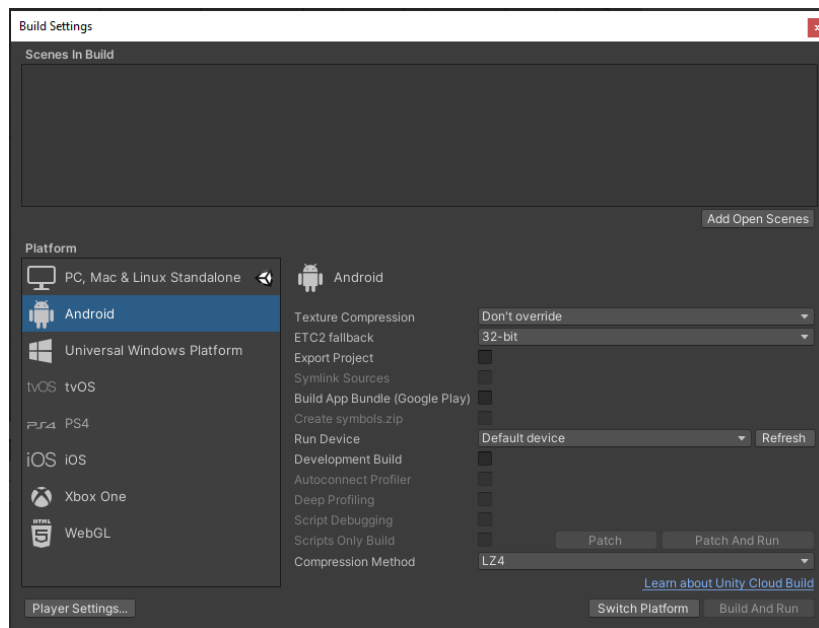 Build Settings
x
Scenes In Build
Add Open Scenes
Platform
PC, Mac & Linux Standalone
Android
Universal Windows Platform
tvOS tvOS
PS4 PS4
iOS iOS
Xbox One
HTML 5 WebGL
Android
Texture Compression Don't override
ETC2 fallback 32-bit
Export Project
Symlink Sources
Build App Bundle (Google Play)
Create symbols.zip
Run Device Default device Refresh
Development Build
Autoconnect Profiler
Deep Profiling
Script Debugging
Scripts Only Build Patch Patch And Run
Compression Method LZ4
Learn about Unity Cloud Build
Player Settings... Switch Platform Build And Run